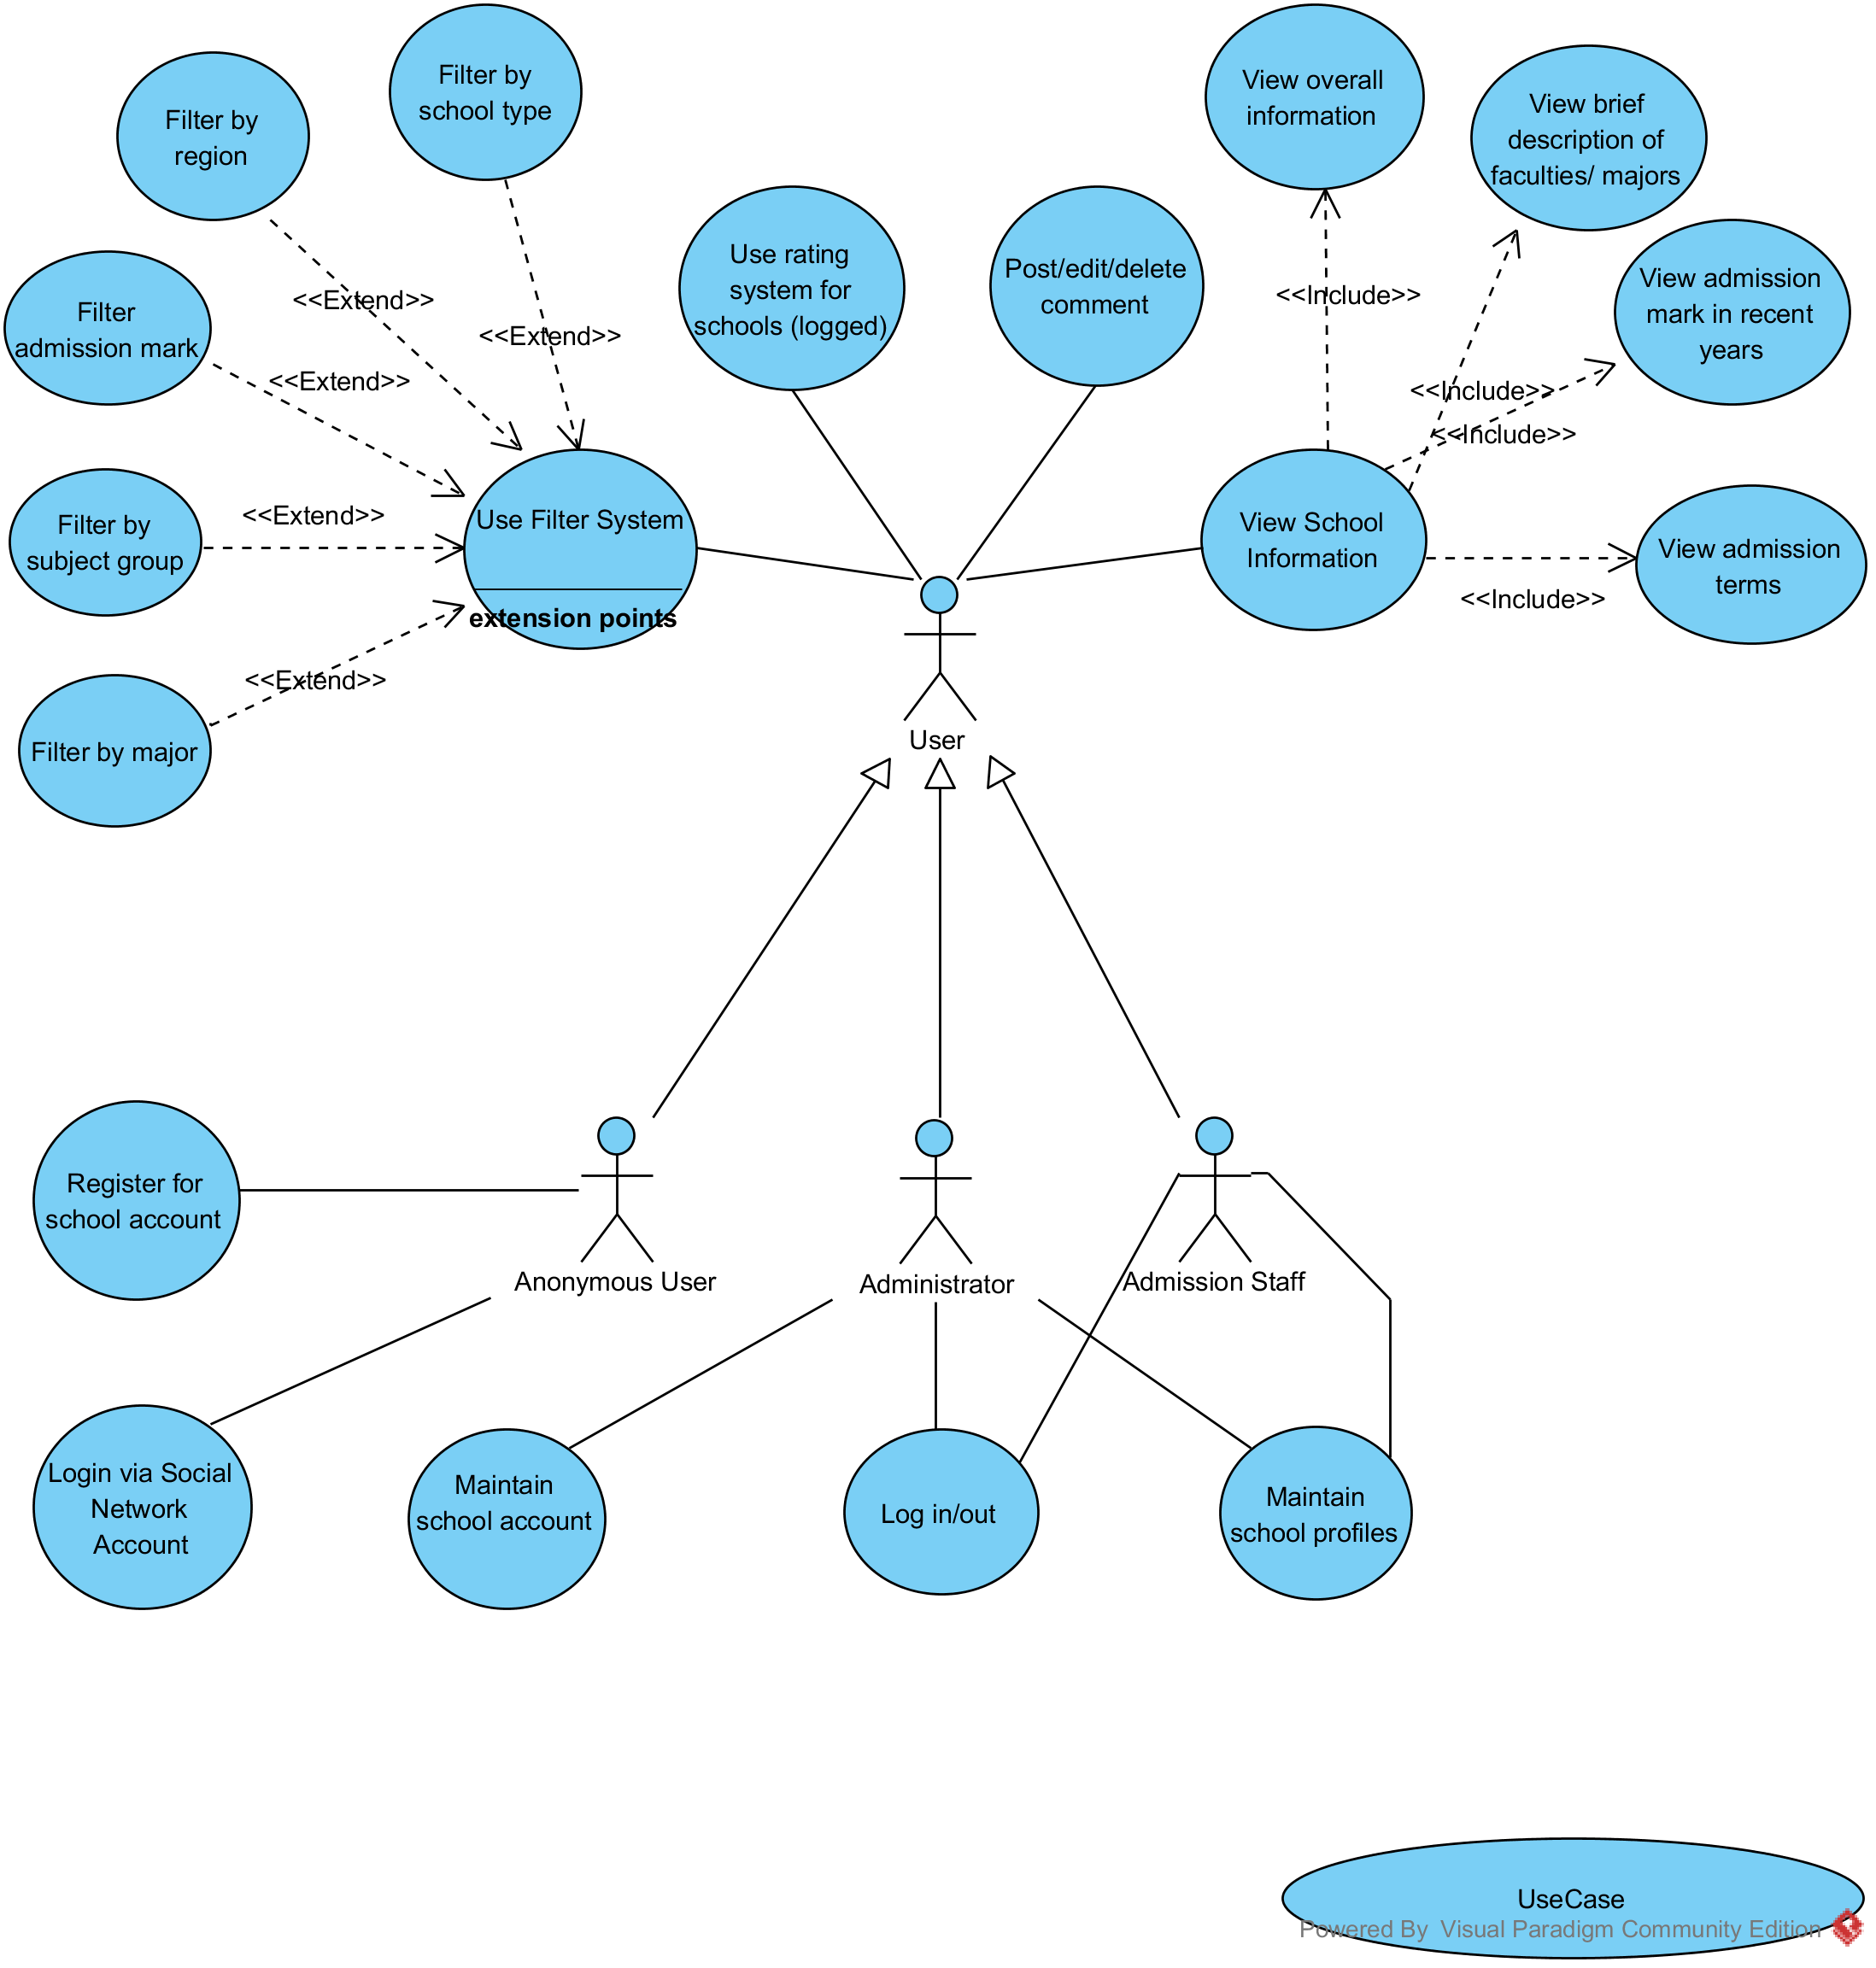 Filter by
school type
View overall
information
View brief
description of
faculties/ majors
Filter by
region
Use rating
system for
schools (logged)
Post/edit/delete
comment
View admission
mark in recent
years
<<Extend>>
<<Extend>>
<<Include>>
Filter
admission mark
<<Extend>>
<<Include>>
<<Include>>
Filter by
subject group
<<Extend>>
Use Filter System
extension points
View School
Information
View admission
terms
<<Include>>
<<Extend>>
Filter by major
User
Register for
school account
Anonymous User
Administrator
Admission Staff
Login via Social
Network
Account
Maintain
school account
Log in/out
Maintain
school profiles
UseCase
Powered By Visual Paradigm Community Edition